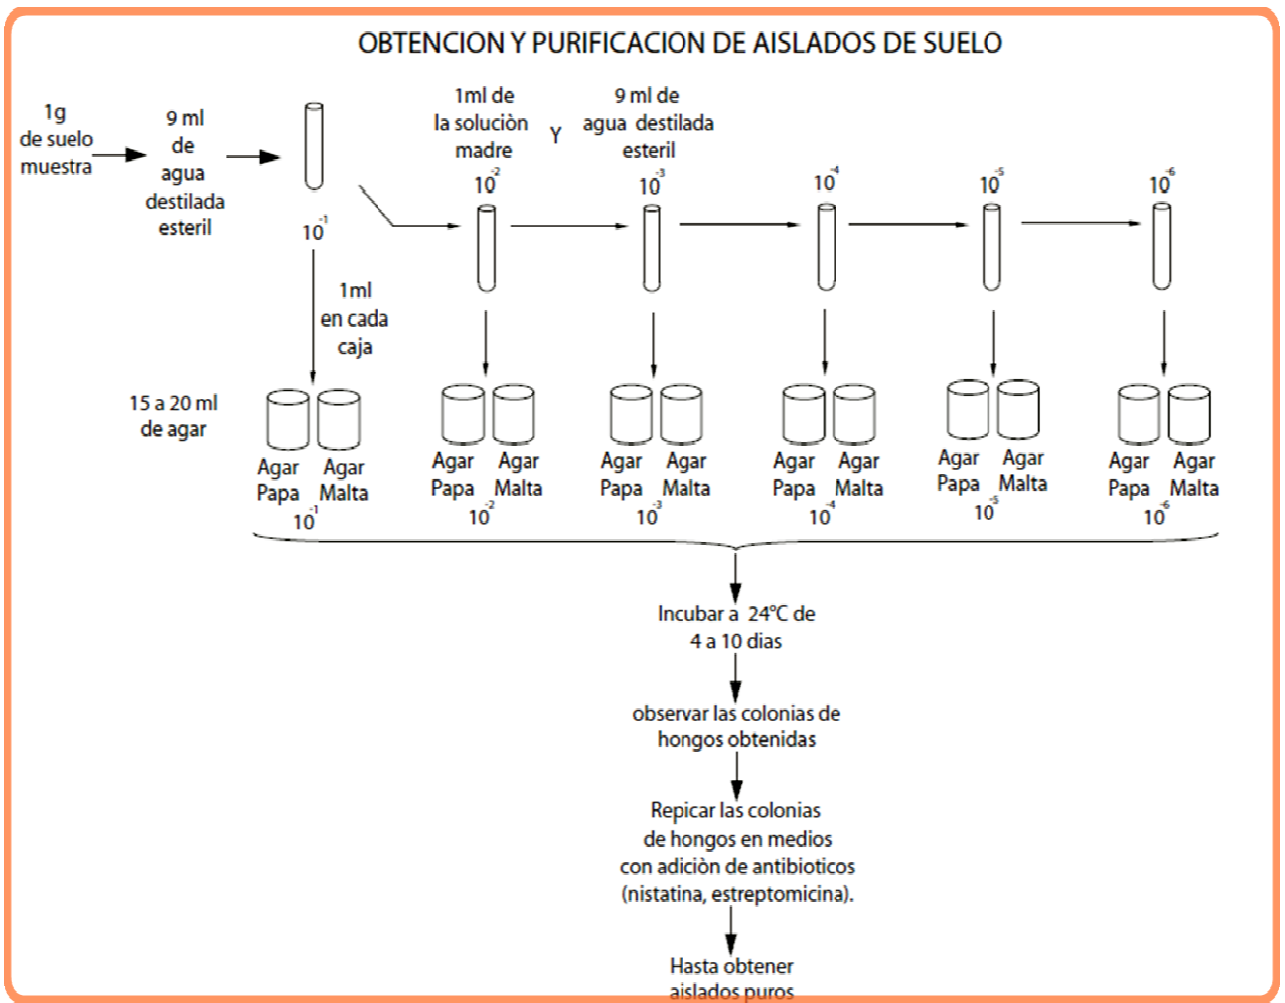 OBTENCION Y PURIFICACION DE AISLADOS DE SUELO
1g
de suelo
muestra
9 ml
de
agua
destilada
esteril
10⁻¹
1ml de
la soluciòn
madre
Y
9 ml de
agua destilada
esteril
10⁻²
10⁻³
10⁻⁴
10⁻⁵
10⁻⁶
1ml
en cada
caja
15 a 20 ml
de agar
Agar
Papa
Agar
Malta
10⁻¹
Agar
Papa
Agar
Malta
10⁻²
Agar
Papa
Agar
Malta
10⁻³
Agar
Papa
Agar
Malta
10⁻⁴
Agar
Papa
Agar
Malta
10⁻⁵
Agar
Papa
Agar
Malta
10⁻⁶
Incubar a 24°C de
4 a 10 dias
observar las colonias de
hongos obtenidas
Repicar las colonias
de hongos en medios
con adiciòn de antibioticos
(nistatina, estreptomicina).
Hasta obtener
aislados puros